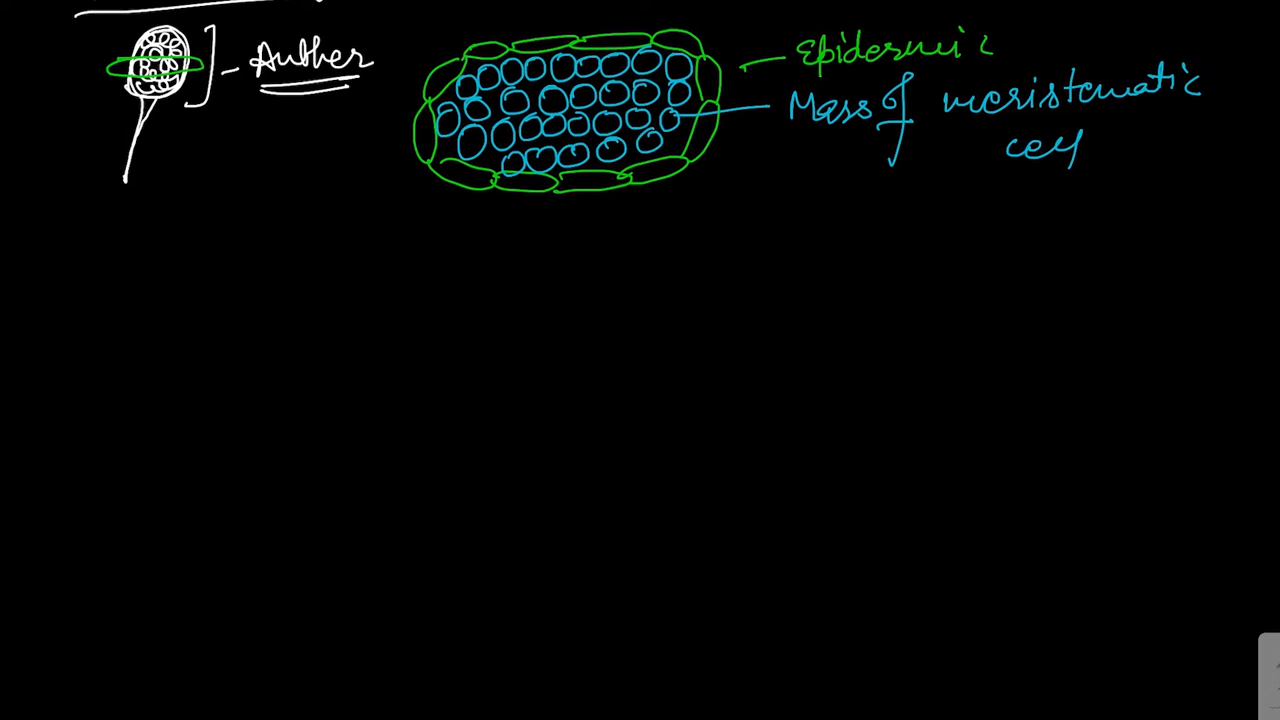 Anther
Epidermis
Mass of meristematic
cell